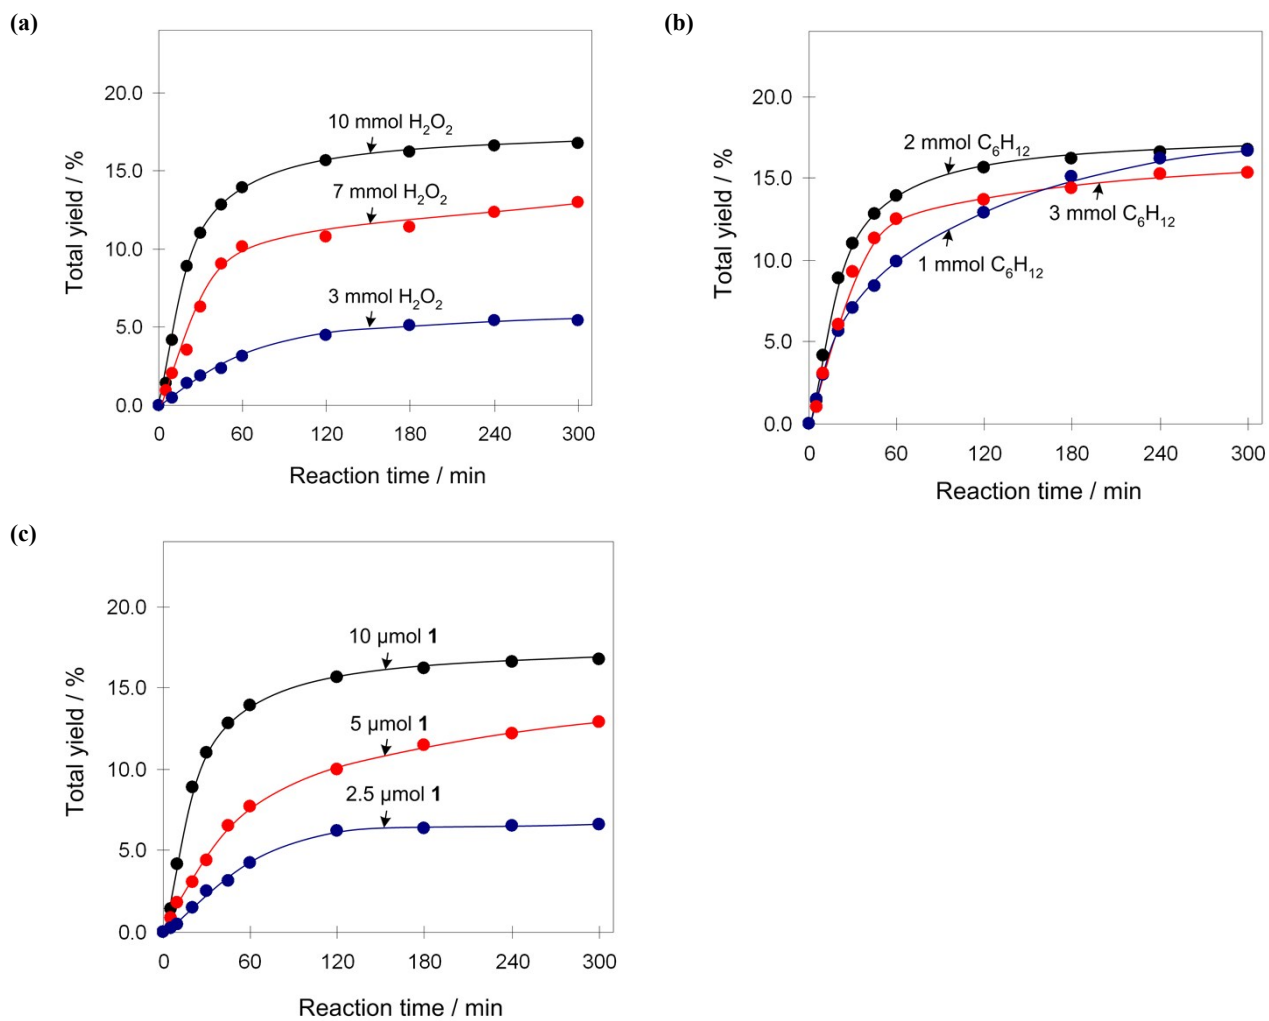 (a)
20.0
15.0
10.0
5.0
0.0
Total yield / %
10 mmol H₂O₂
7 mmol H₂O₂
3 mmol H₂O₂
0 60 120 180 240 300
Reaction time / min
(b)
20.0
15.0
10.0
5.0
0.0
Total yield / %
2 mmol C₆H₁₂
3 mmol C₆H₁₂
1 mmol C₆H₁₂
0 60 120 180 240 300
Reaction time / min
(c)
20.0
15.0
10.0
5.0
0.0
Total yield / %
10 µmol 1
5 µmol 1
2.5 µmol 1
0 60 120 180 240 300
Reaction time / min